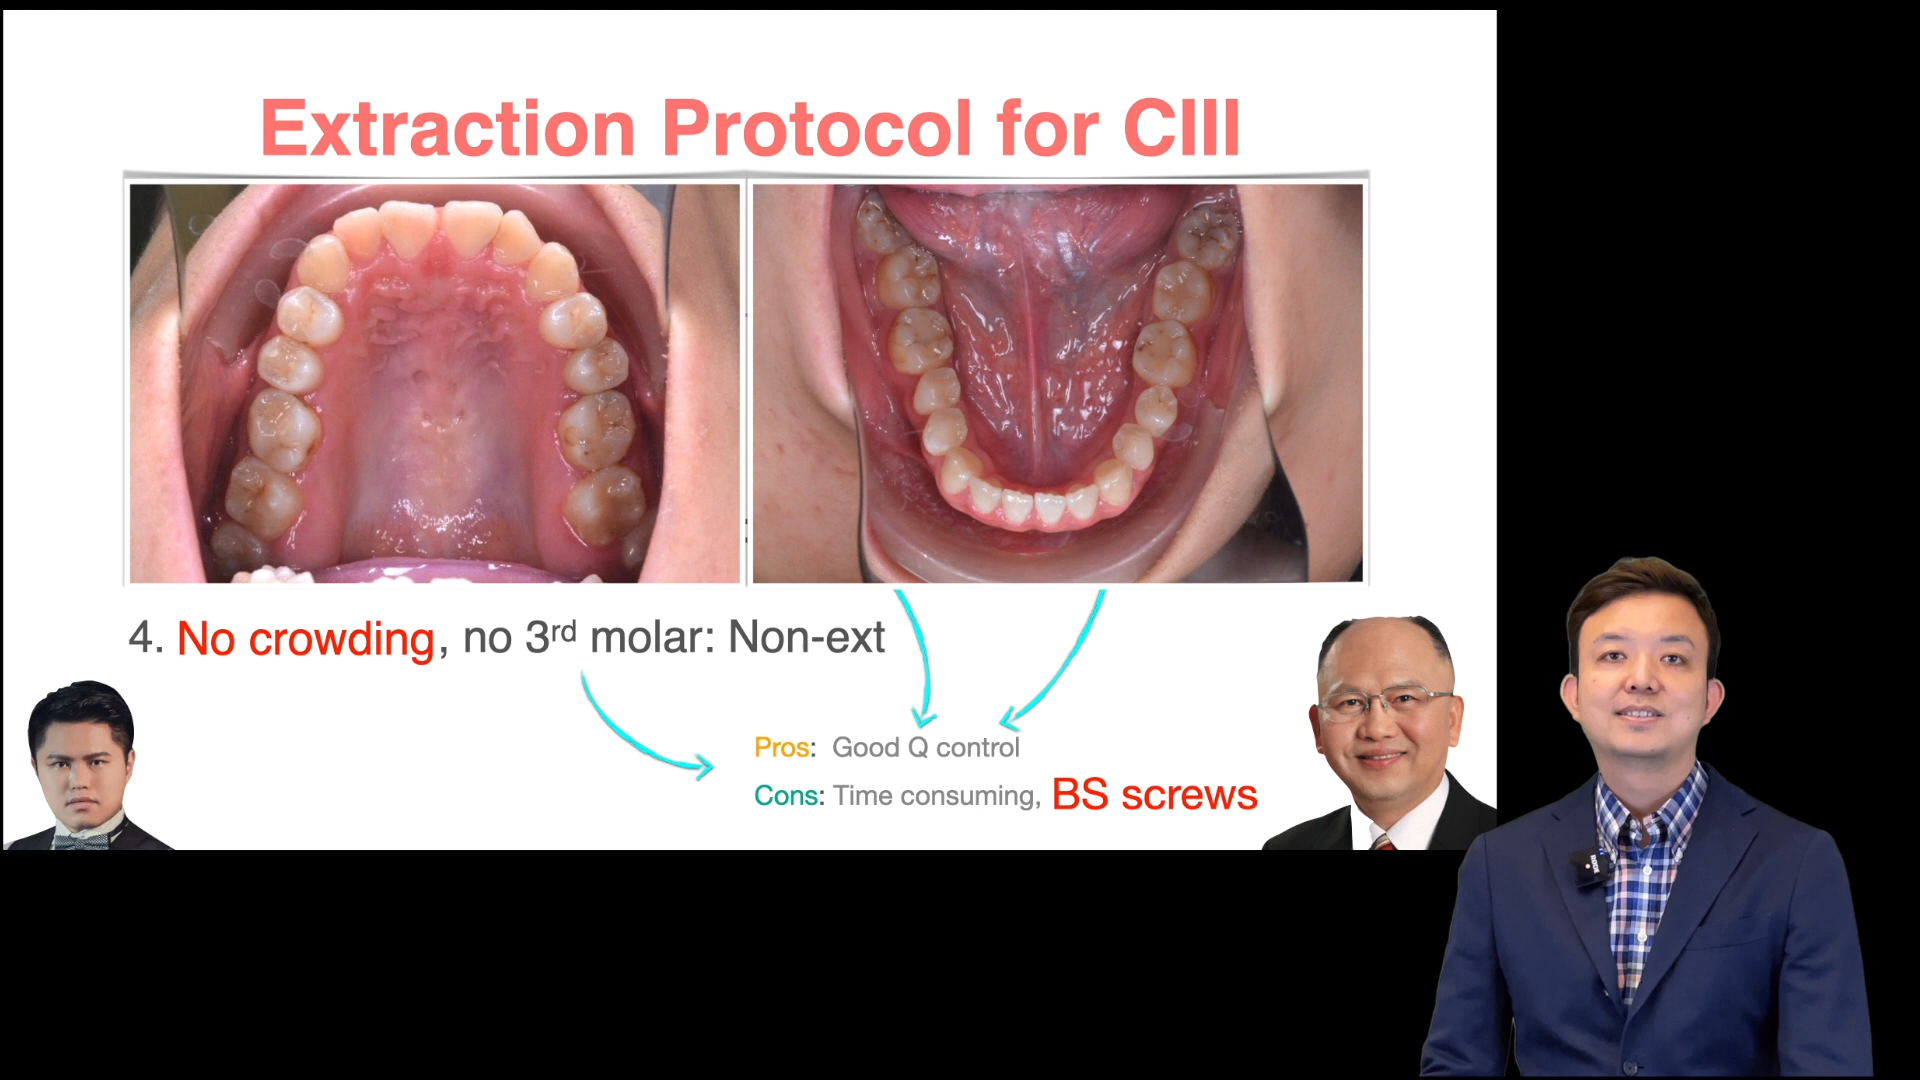 Extraction Protocol for CIII
4. No crowding, no 3rd molar: Non-ext
Pros: Good Q control
Cons: Time consuming, BS screws